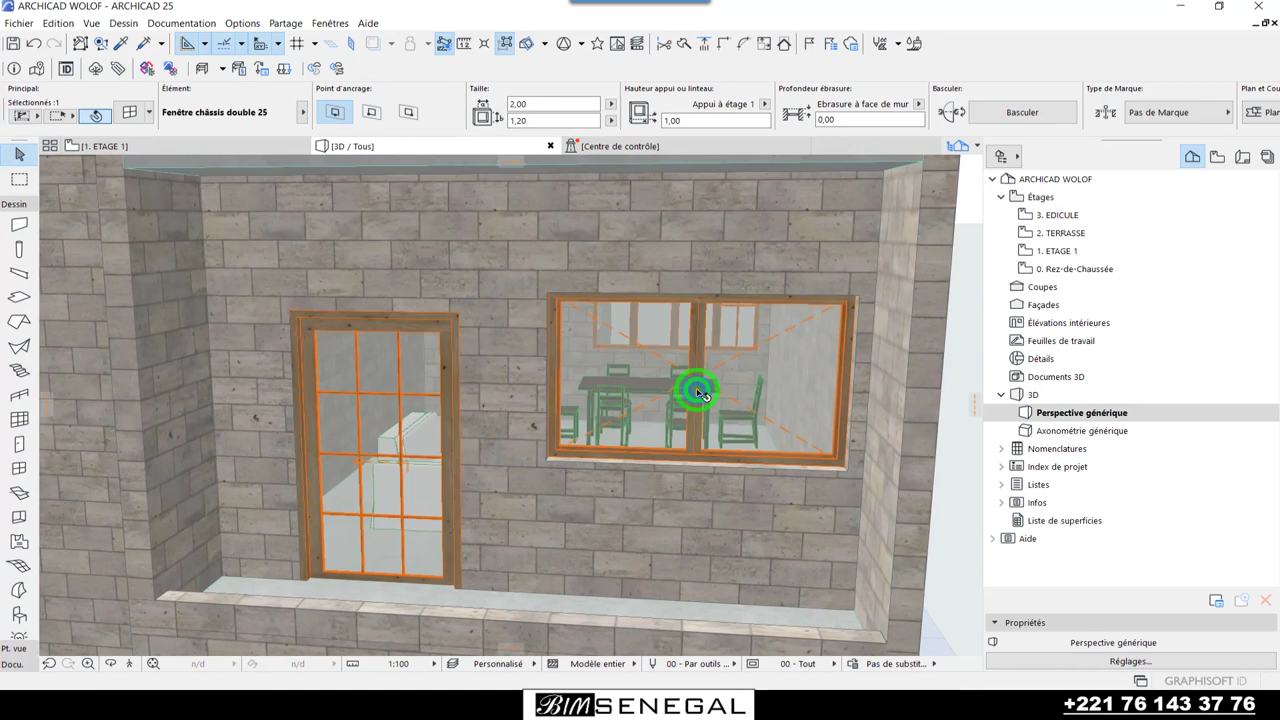 ARCHICAD WOLOF - ARCHICAD 25
Fichier Edition Vue Dessin Documentation Options Partage Fenêtres Aide
Principal: Élément: Point d'ancrage: Taille: Hauteur appui ou linteau: Profondeur ébrasure: Basculer: Type de Marque: Plan et Cou
Sélectionnés :1 Fenêtre châssis double 25 2,00 Appui à étage 1 Ebrasure à face de mur Basculer Pas de Marque Plan
1,20 1,00 0,00
[1. ETAGE 1] [3D / Tous] [Centre de contrôle]
Dessin
ARCHICAD WOLOF
Étages
3. EDICULE
2. TERRASSE
1. ETAGE 1
0. Rez-de-Chaussée
Coupes
Façades
Élévations intérieures
Feuilles de travail
Détails
Documents 3D
3D
Perspective générique
Axonométrie générique
Nomenclatures
Index de projet
Listes
Infos
Liste de superficies
Aide
Propriétés
Perspective générique
Réglages...
Pt. vue
Docu.
n/d n/d 1:100 Personnalisé Modèle entier 00 - Par outils ... 00 - Tout Pas de substit...
GRAPHISOFT ID
BIMSENEGAL
+221 76 143 37 76